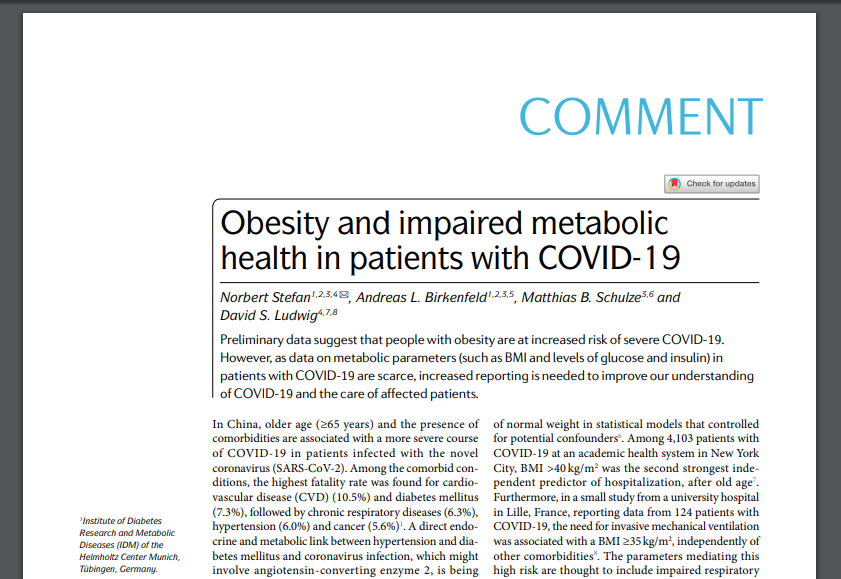 COMMENT
Check for updates
Obesity and impaired metabolic
health in patients with COVID-19
Norbert Stefan1,2,3,4✉, Andreas L. Birkenfeld1,2,3,5, Matthias B. Schulze3,6 and
David S. Ludwig4,7,8
Preliminary data suggest that people with obesity are at increased risk of severe COVID-19.
However, as data on metabolic parameters (such as BMI and levels of glucose and insulin) in
patients with COVID-19 are scarce, increased reporting is needed to improve our understanding
of COVID-19 and the care of affected patients.
In China, older age (≥65 years) and the presence of
comorbidities are associated with a more severe course
of COVID-19 in patients infected with the novel
coronavirus (SARS-CoV-2). Among the comorbid con-
ditions, the highest fatality rate was found for cardio-
vascular disease (CVD) (10.5%) and diabetes mellitus
(7.3%), followed by chronic respiratory diseases (6.3%),
hypertension (6.0%) and cancer (5.6%)1. A direct endo-
crine and metabolic link between hypertension and dia-
betes mellitus and coronavirus infection, which might
involve angiotensin-converting enzyme 2, is being
of normal weight in statistical models that controlled
for potential confounders6. Among 4,103 patients with
COVID-19 at an academic health system in New York
City, BMI >40 kg/m2 was the second strongest inde-
pendent predictor of hospitalization, after old age7.
Furthermore, in a small study from a university hospital
in Lille, France, reporting data from 124 patients with
COVID-19, the need for invasive mechanical ventilation
was associated with a BMI ≥35 kg/m2, independently of
other comorbidities8. The parameters mediating this
high risk are thought to include impaired respiratory
1Institute of Diabetes
Research and Metabolic
Diseases (IDM) of the
Helmholtz Center Munich,
Tübingen, Germany.